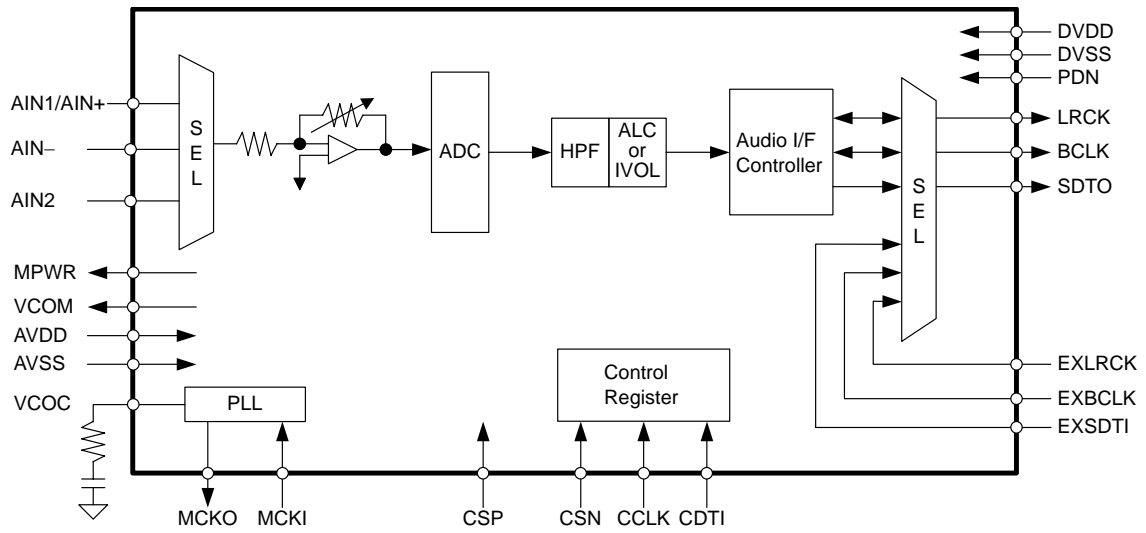 DVDD
DVSS
PDN
AIN1/AIN+
AIN−
AIN2
S
E
L
ADC
HPF
ALC
or
IVOL
Audio I/F
Controller
S
E
L
LRCK
BCLK
SDTO
MPWR
VCOM
AVDD
AVSS
VCOC
PLL
Control
Register
EXLRCK
EXBCLK
EXSDTI
MCKO
MCKI
CSP
CSN
CCLK
CDTI